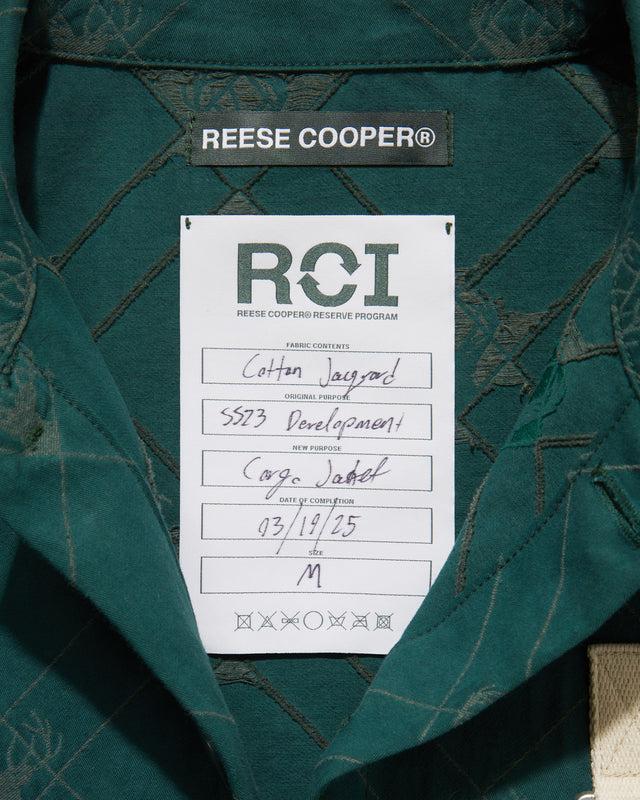 REESE COOPER®
RCI
REESE COOPER® RESERVE PROGRAM
FABRIC CONTENTS
Cotton Jacquard
ORIGINAL PURPOSE
SS23 Development
NEW PURPOSE
Cargo Jacket
DATE OF COMPLETION
03/19/25
SIZE
M